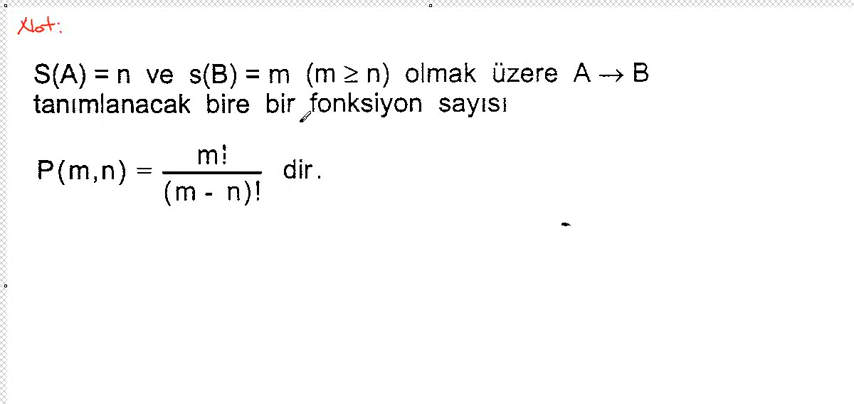 Not:
S(A) = n ve s(B) = m (m ≥ n) olmak üzere A → B
tanımlanacak bire bir fonksiyon sayısı
P(m,n) = m! / (m - n)! dir.